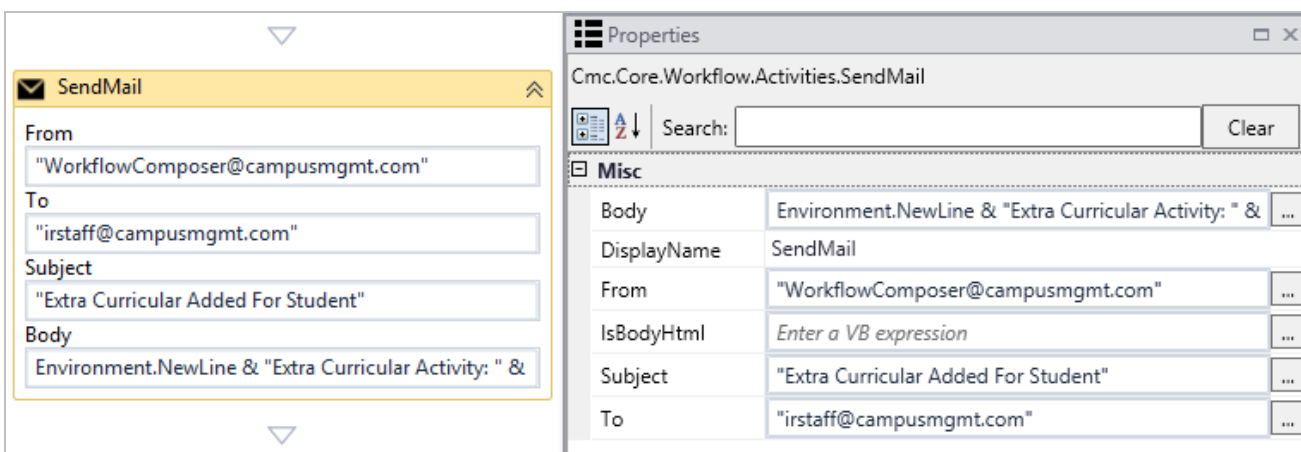 SendMail
From
"WorkflowComposer@campusmgmt.com"
To
"irstaff@campusmgmt.com"
Subject
"Extra Curricular Added For Student"
Body
Environment.NewLine & "Extra Curricular Activity: " &
Properties
Cmc.Core.Workflow.Activities.SendMail
A Z Search: Clear
Misc
Body Environment.NewLine & "Extra Curricular Activity: " & ...
DisplayName SendMail
From "WorkflowComposer@campusmgmt.com" ...
IsBodyHtml Enter a VB expression ...
Subject "Extra Curricular Added For Student" ...
To "irstaff@campusmgmt.com" ...